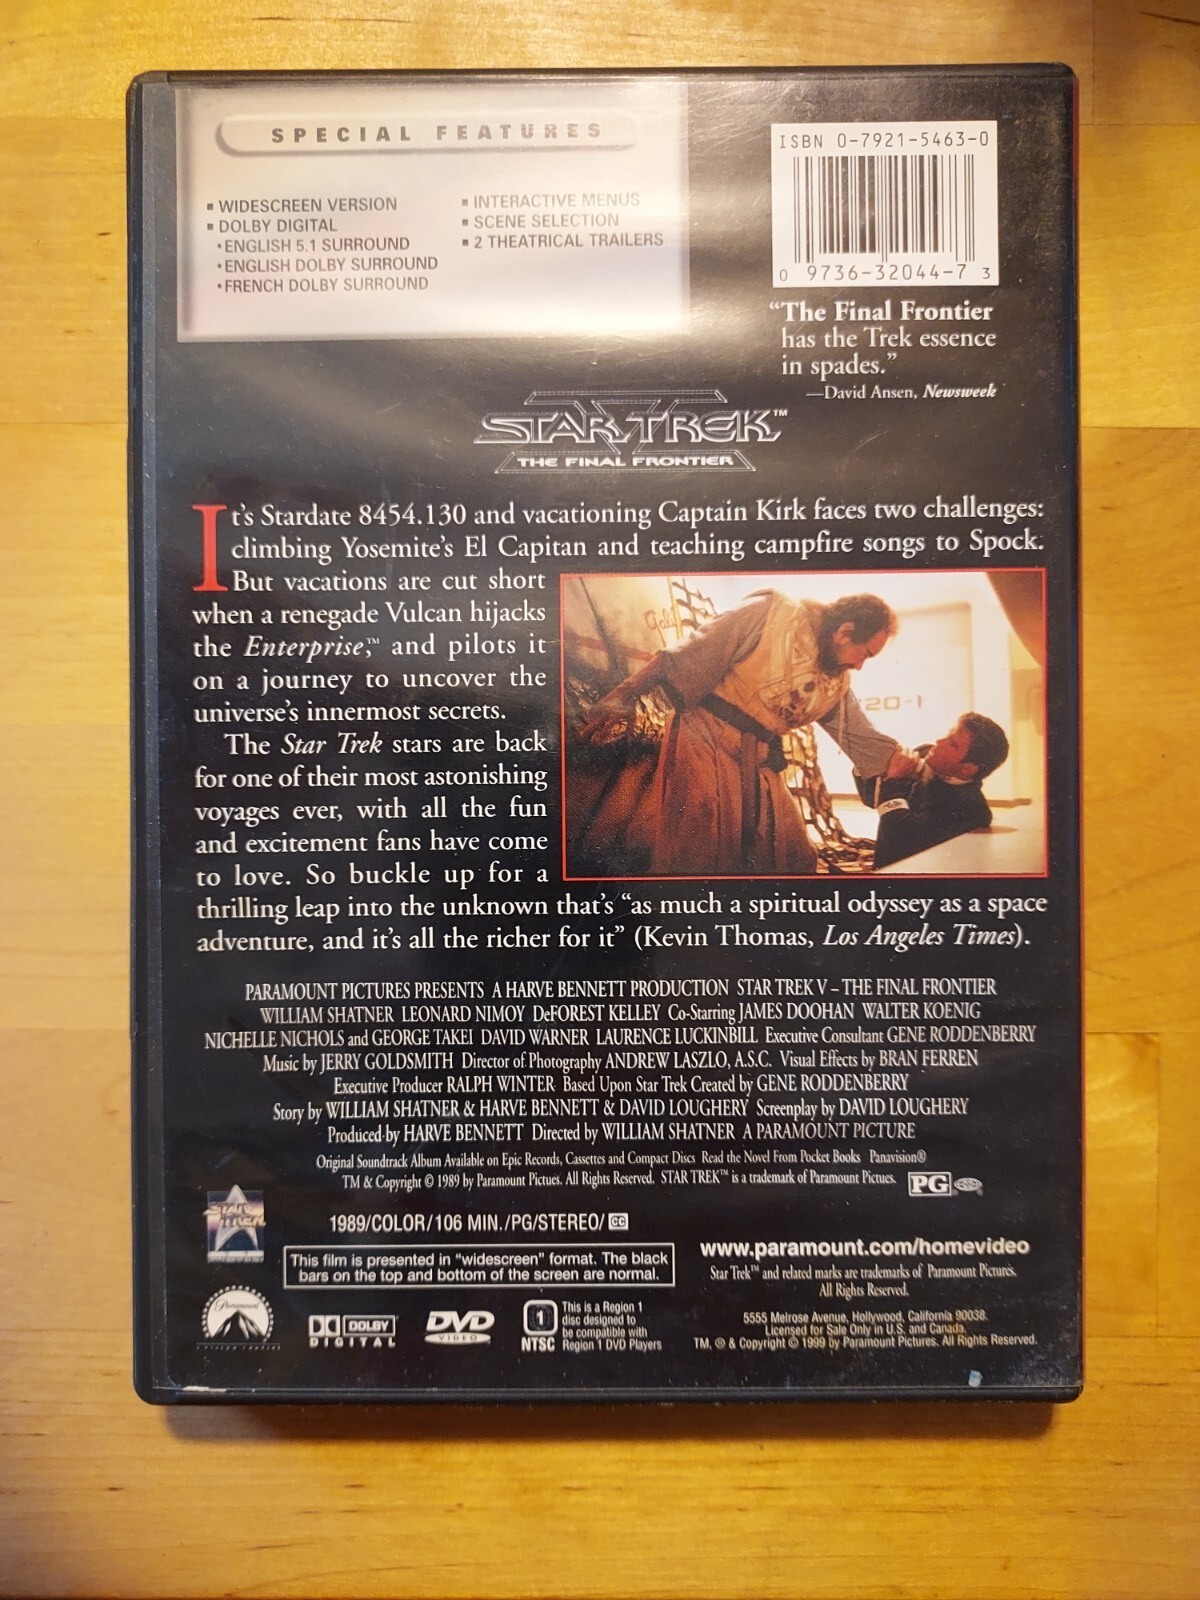 SPECIAL FEATURES
▪ WIDESCREEN VERSION
▪ DOLBY DIGITAL
•ENGLISH 5.1 SURROUND
•ENGLISH DOLBY SURROUND
•FRENCH DOLBY SURROUND
▪ INTERACTIVE MENUS
▪ SCENE SELECTION
▪ 2 THEATRICAL TRAILERS
ISBN 0-7921-5463-0
0 9736-32044-7 3
“The Final Frontier
has the Trek essence
in spades.”
—David Ansen, Newsweek
V
STAR TREK™
THE FINAL FRONTIER
It’s Stardate 8454.130 and vacationing Captain Kirk faces two challenges:
climbing Yosemite’s El Capitan and teaching campfire songs to Spock.
But vacations are cut short
when a renegade Vulcan hijacks
the Enterprise,™ and pilots it
on a journey to uncover the
universe’s innermost secrets.
The Star Trek stars are back
for one of their most astonishing
voyages ever, with all the fun
and excitement fans have come
to love. So buckle up for a
thrilling leap into the unknown that’s “as much a spiritual odyssey as a space
adventure, and it’s all the richer for it” (Kevin Thomas, Los Angeles Times).
20-1
PARAMOUNT PICTURES PRESENTS A HARVE BENNETT PRODUCTION STAR TREK V – THE FINAL FRONTIER
WILLIAM SHATNER LEONARD NIMOY DeFOREST KELLEY Co-Starring JAMES DOOHAN WALTER KOENIG
NICHELLE NICHOLS and GEORGE TAKEI DAVID WARNER LAURENCE LUCKINBILL Executive Consultant GENE RODDENBERRY
Music by JERRY GOLDSMITH Director of Photography ANDREW LASZLO, A.S.C. Visual Effects by BRAN FERREN
Executive Producer RALPH WINTER Based Upon Star Trek Created by GENE RODDENBERRY
Story by WILLIAM SHATNER & HARVE BENNETT & DAVID LOUGHERY Screenplay by DAVID LOUGHERY
Produced by HARVE BENNETT Directed by WILLIAM SHATNER A PARAMOUNT PICTURE
Original Soundtrack Album Available on Epic Records, Cassettes and Compact Discs Read the Novel From Pocket Books Panavision®
TM & Copyright © 1989 by Paramount Pictues. All Rights Reserved. STAR TREK™ is a trademark of Paramount Pictues.
PG
STAR TREK
1989/COLOR/106 MIN./PG/STEREO/ CC
This film is presented in "widescreen" format. The black
bars on the top and bottom of the screen are normal.
www.paramount.com/homevideo
Star Trek™ and related marks are trademarks of Paramount Pictures.
All Rights Reserved.
Paramount
DOLBY
DIGITAL
DVD
VIDEO
1
NTSC
This is a Region 1
disc designed to
be compatible with
Region 1 DVD Players
5555 Melrose Avenue, Hollywood, California 90038.
Licensed for Sale Only in U.S. and Canada.
TM, ® & Copyright © 1999 by Paramount Pictures. All Rights Reserved.